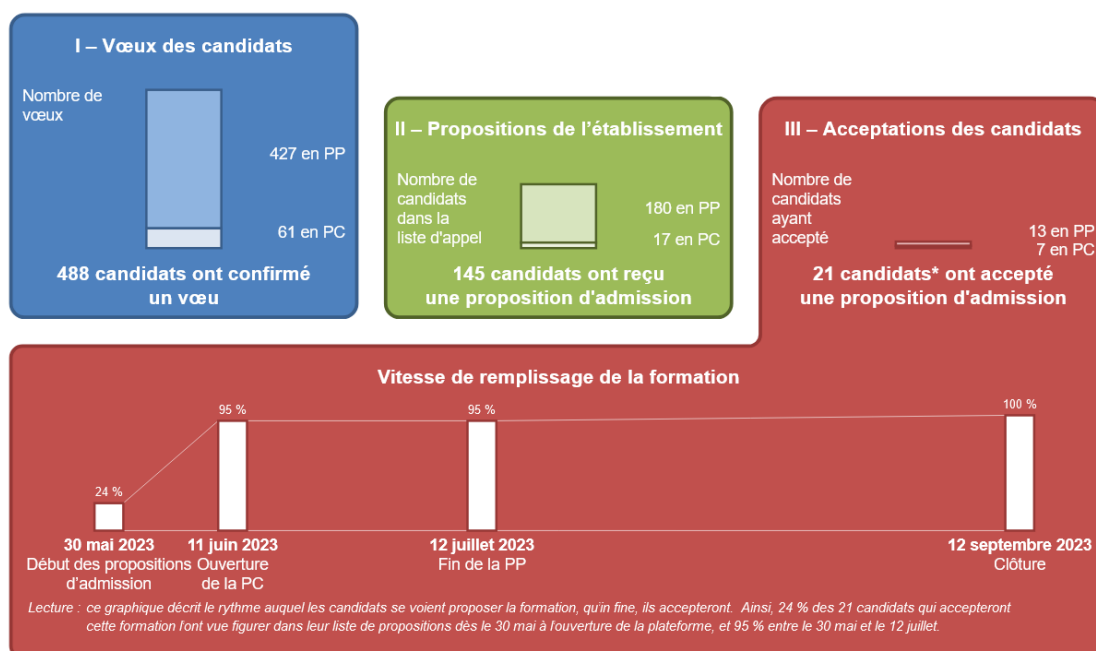 I – Vœux des candidats
Nombre de
vœux
427 en PP
61 en PC
488 candidats ont confirmé
un vœu
II – Propositions de l'établissement
Nombre de
candidats
dans la
liste d'appel
180 en PP
17 en PC
145 candidats ont reçu
une proposition d'admission
III – Acceptations des candidats
Nombre de
candidats
ayant
accepté
13 en PP
7 en PC
21 candidats* ont accepté
une proposition d'admission
Vitesse de remplissage de la formation
24 %
95 %
95 %
100 %
30 mai 2023
Début des propositions
d'admission
11 juin 2023
Ouverture
de la PC
12 juillet 2023
Fin de la PP
12 septembre 2023
Clôture
Lecture : ce graphique décrit le rythme auquel les candidats se voient proposer la formation, qu'in fine, ils accepteront. Ainsi, 24 % des 21 candidats qui accepteront
cette formation l'ont vue figurer dans leur liste de propositions dès le 30 mai à l'ouverture de la plateforme, et 95 % entre le 30 mai et le 12 juillet.